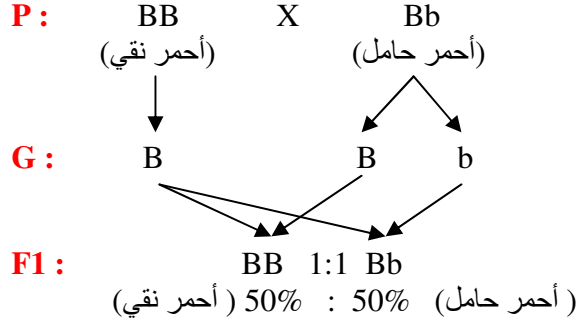 P : BB X Bb
(أحمر نقي) (أحمر حامل)
G : B B b
F1 : BB 1:1 Bb
(أحمر نقي) 50% : 50% (أحمر حامل)